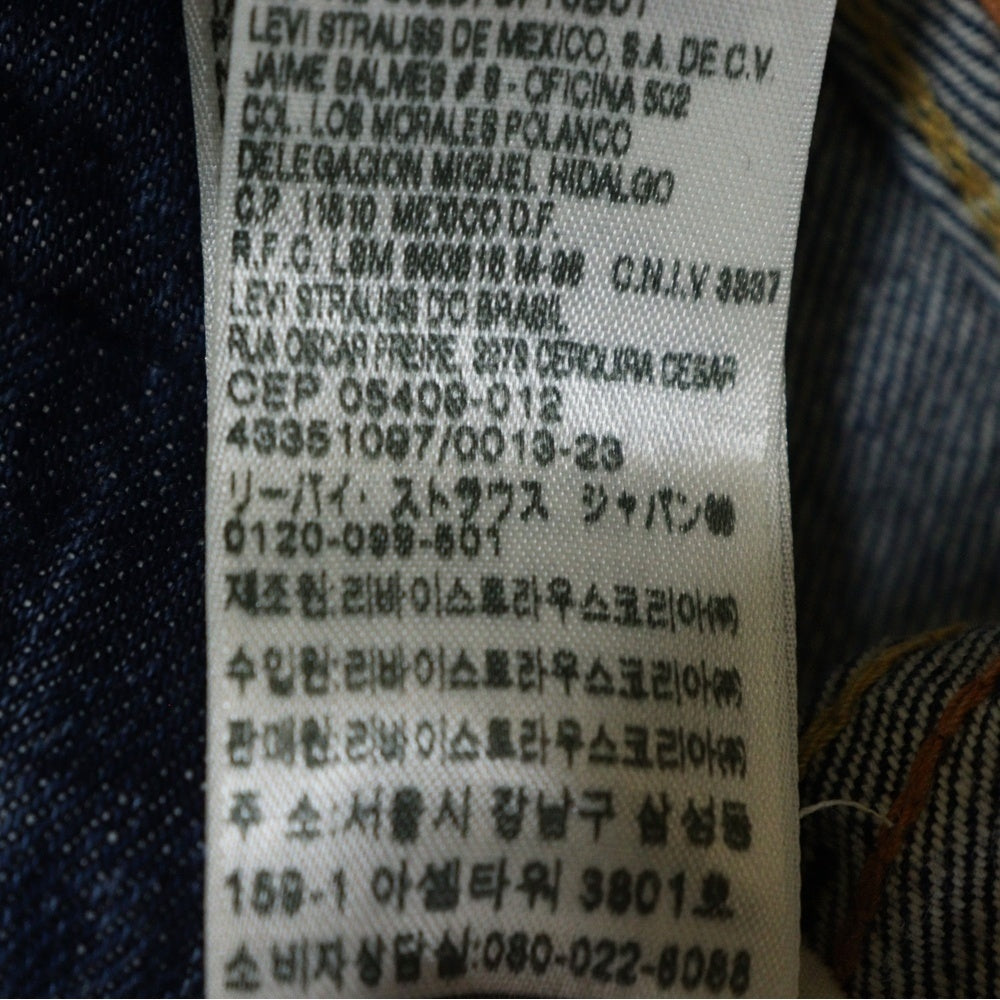 LEVI STRAUSS DE MEXICO, S.A. DE C.V.
JAIME BALMES # 8 - OFICINA 502
COL. LOS MORALES POLANCO
DELEGACION MIGUEL HIDALGO
C.P. 11510 MEXICO D.F.
R.F.C. LSM C.N.I.V 3897
LEVI STRAUSS DO BRASIL
RUA OSCAR FREIRE, CERQUIRA CESAR
CEP 05409-012
リーバイ・ストラウス ジャパン㈱
0120-099-501
제조원:리바이스트라우스코리아(주)
수입원:리바이스트라우스코리아(주)
판매원:리바이스트라우스코리아(주)
주 소:서울시 강남구 삼성동
159-1 아셈타워 3801호
소비자상담실:080-022-6088